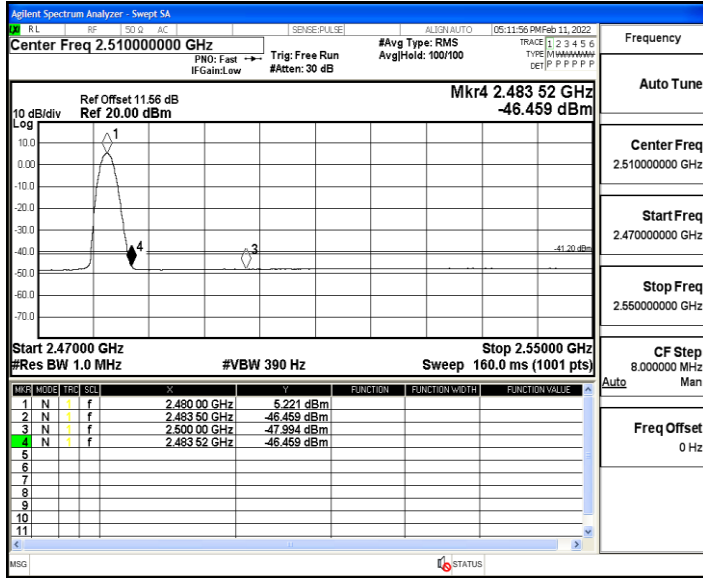 Agilent Spectrum Analyzer - Swept SA
RL RF 50 Ω AC SENSE:PULSE ALIGN AUTO 05:11:56 PM Feb 11, 2022
Center Freq 2.510000000 GHz
PNO: Fast
IFGain:Low
Trig: Free Run
#Atten: 30 dB
#Avg Type: RMS
Avg|Hold: 100/100
TRACE 1 2 3 4 5 6
TYPE M WWWWW
DET P P P P P P
Mkr4 2.483 52 GHz
-46.459 dBm
Ref Offset 11.56 dB
10 dB/div Ref 20.00 dBm
Log
10.0
0.00
-10.0
-20.0
-30.0
-40.0
-50.0
-60.0
-70.0
1
4
3
-41.20 dBm
Start 2.47000 GHz Stop 2.55000 GHz
#Res BW 1.0 MHz #VBW 390 Hz Sweep 160.0 ms (1001 pts)
MKR MODE TRC SCL X Y FUNCTION FUNCTION WIDTH FUNCTION VALUE
1 N 1 f 2.480 00 GHz 5.221 dBm
2 N 1 f 2.483 50 GHz -46.459 dBm
3 N 1 f 2.500 00 GHz -47.994 dBm
4 N 1 f 2.483 52 GHz -46.459 dBm
5
6
7
8
9
10
11
MSG STATUS
Frequency
Auto Tune
Center Freq
2.510000000 GHz
Start Freq
2.470000000 GHz
Stop Freq
2.550000000 GHz
CF Step
8.000000 MHz
Auto Man
Freq Offset
0 Hz